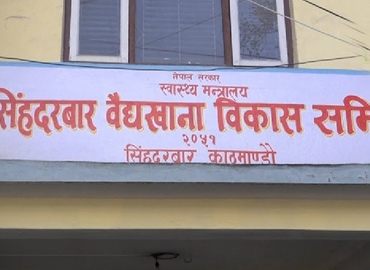 नेपाल सरकार
स्वास्थ्य मन्त्रालय
सिंहदरबार वैद्यखाना विकास समि
२०५१
सिंहदरबार काठमाण्डौ